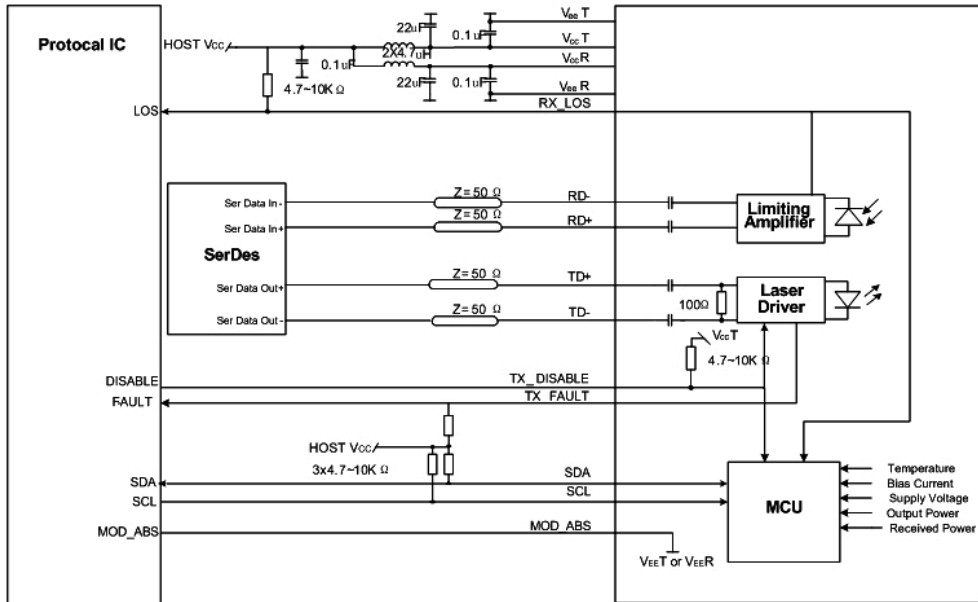 Protocal IC
HOST Vcc
22uF
0.1uF
VeeT
VccT
2X4.7uH
VccR
0.1uF
22uF
0.1uF
VeeR
4.7~10K Ω
LOS
RX_LOS
Z= 50 Ω
RD-
Ser Data In -
Z= 50 Ω
RD+
Ser Data In+
Limiting
Amplifier
SerDes
Z= 50 Ω
TD+
Ser Data Out+
Laser
Driver
100Ω
Z= 50 Ω
TD-
Ser Data Out -
VccT
4.7~10K Ω
DISABLE
TX_DISABLE
FAULT
TX_FAULT
HOST Vcc
3x4.7~10K Ω
SDA
SDA
SCL
SCL
MCU
Temperature
Bias Current
Supply Voltage
Output Power
Received Power
MOD_ABS
MOD_ABS
VEET or VEER